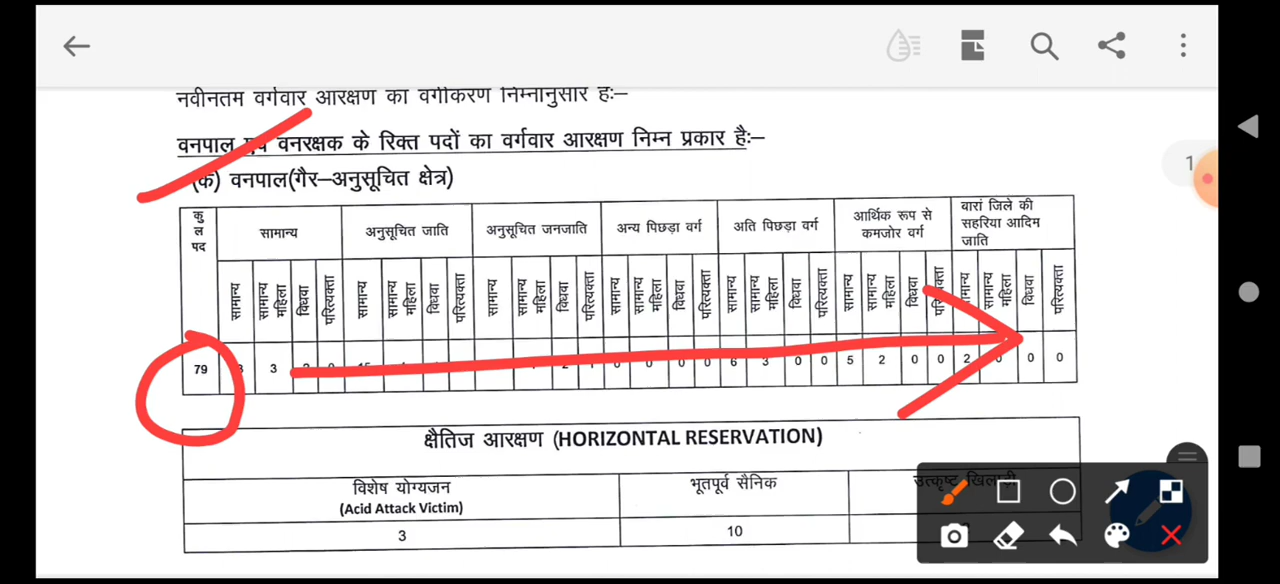 नवीनतम वर्गवार आरक्षण का वर्गीकरण निम्नानुसार हैः–
वनपाल एवं वनरक्षक के रिक्त पदों का वर्गवार आरक्षण निम्न प्रकार हैः–
1
(क) वनपाल(गैर–अनुसूचित क्षेत्र)
कुल पद सामान्य अनुसूचित जाति अनुसूचित जनजाति अन्य पिछड़ा वर्ग अति पिछड़ा वर्ग आर्थिक रूप से कमजोर वर्ग बारां जिले की सहरिया आदिम जाति
सामान्य सामान्य महिला विधवा परित्यक्ता सामान्य सामान्य महिला विधवा परित्यक्ता सामान्य सामान्य महिला विधवा परित्यक्ता सामान्य सामान्य महिला विधवा परित्यक्ता सामान्य सामान्य महिला विधवा परित्यक्ता सामान्य सामान्य महिला विधवा परित्यक्ता सामान्य सामान्य महिला विधवा परित्यक्ता
79 3 0 0 0 0 6 3 0 0 5 2 0 0 2 0 0
क्षैतिज आरक्षण (HORIZONTAL RESERVATION)
विशेष योग्यजन भूतपूर्व सैनिक उत्कृष्ट खिलाड़ी
(Acid Attack Victim)
3 10